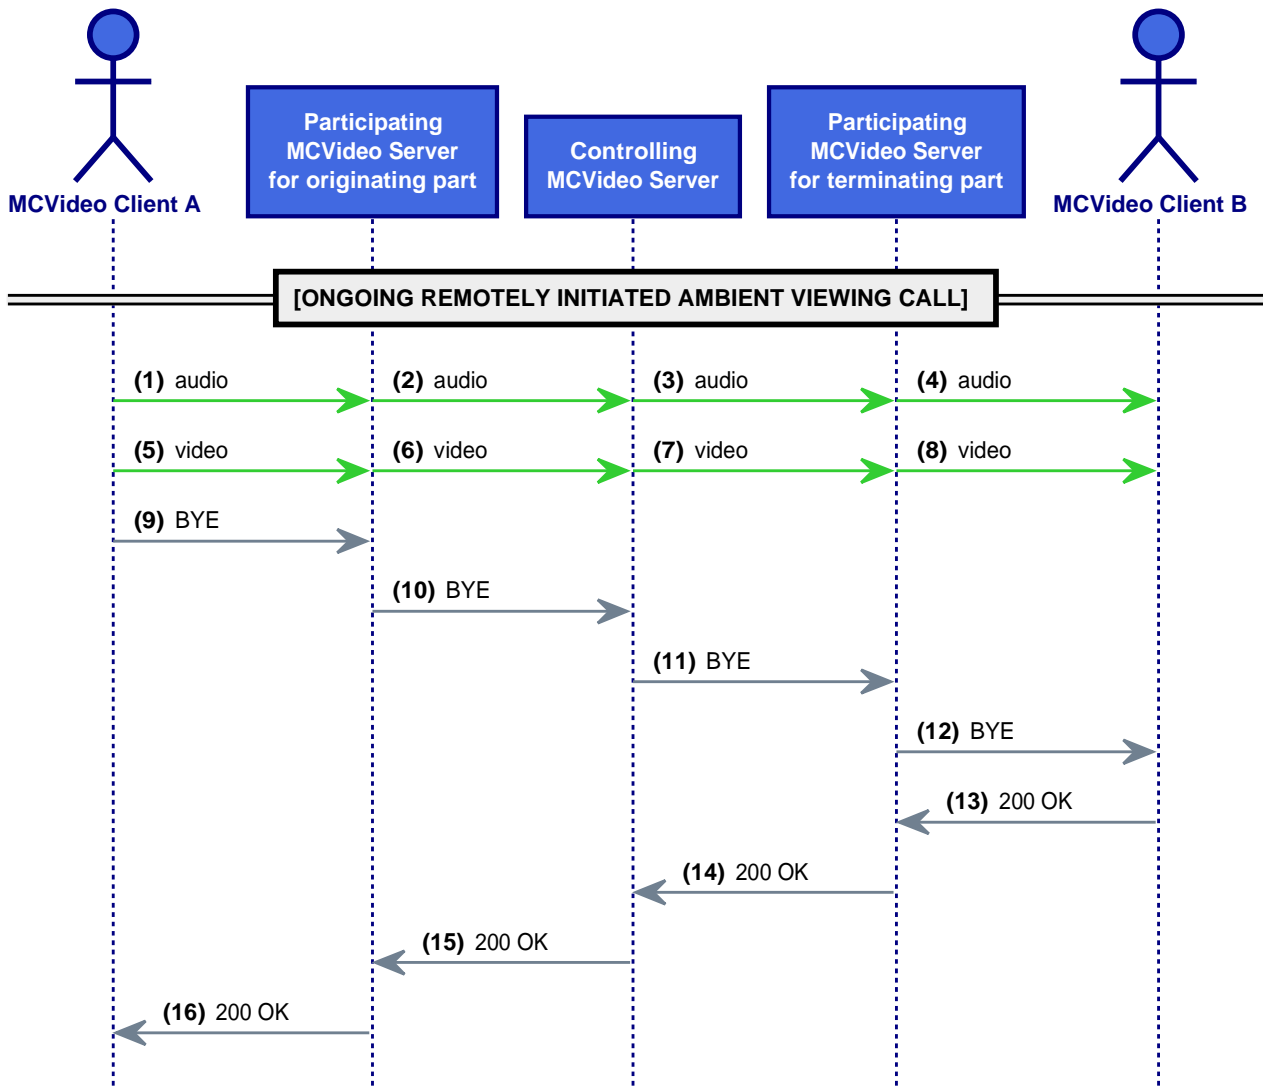 Participating
MCVideo Server
for originating part
Controlling
MCVideo Server
Participating
MCVideo Server
for terminating part
MCVideo Client A
MCVideo Client B
[ONGOING REMOTELY INITIATED AMBIENT VIEWING CALL]
(1) audio
(2) audio
(3) audio
(4) audio
(5) video
(6) video
(7) video
(8) video
(9) BYE
(10) BYE
(11) BYE
(12) BYE
(13) 200 OK
(14) 200 OK
(15) 200 OK
(16) 200 OK